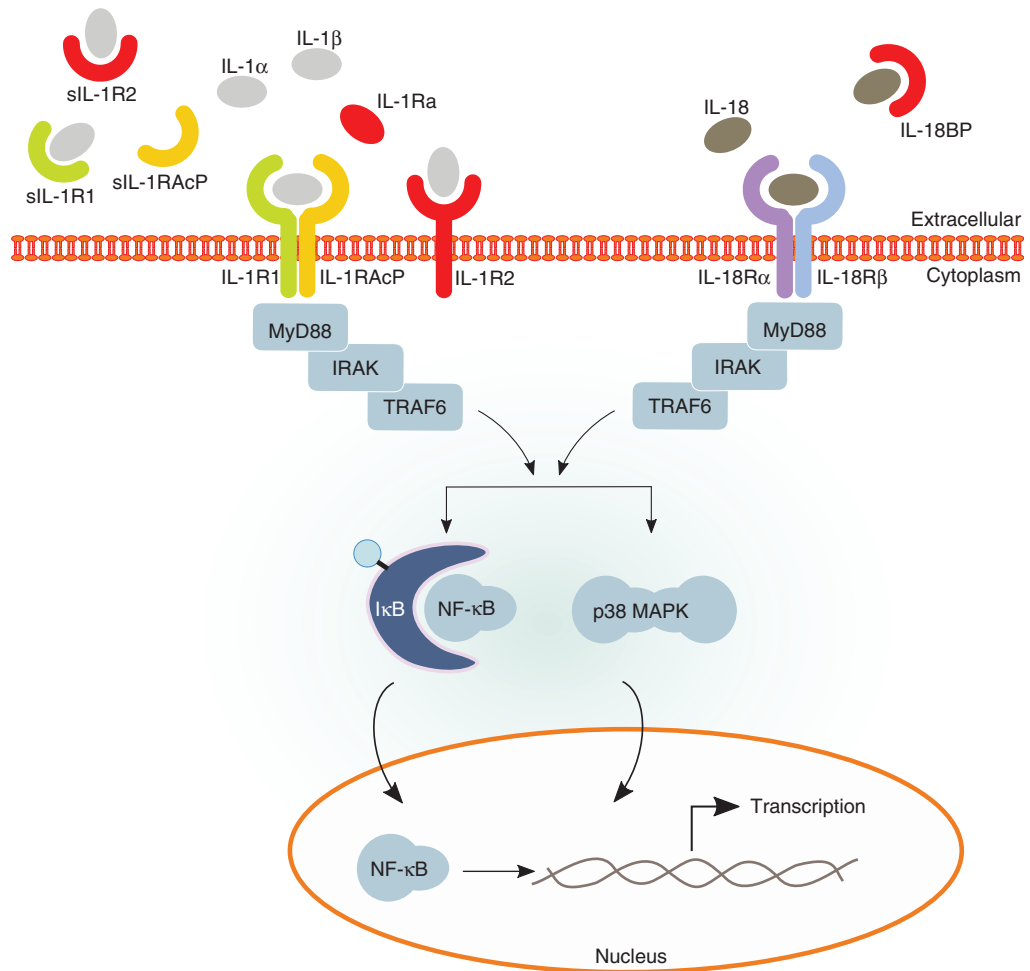 IL-1β
IL-1α
sIL-1R2
IL-1Ra
IL-18
IL-18BP
sIL-1RAcP
sIL-1R1
Extracellular
IL-1R1
IL-1RAcP
IL-1R2
IL-18Rα
IL-18Rβ
Cytoplasm
MyD88
MyD88
IRAK
IRAK
TRAF6
TRAF6
IκB
NF-κB
p38 MAPK
Transcription
NF-κB
Nucleus